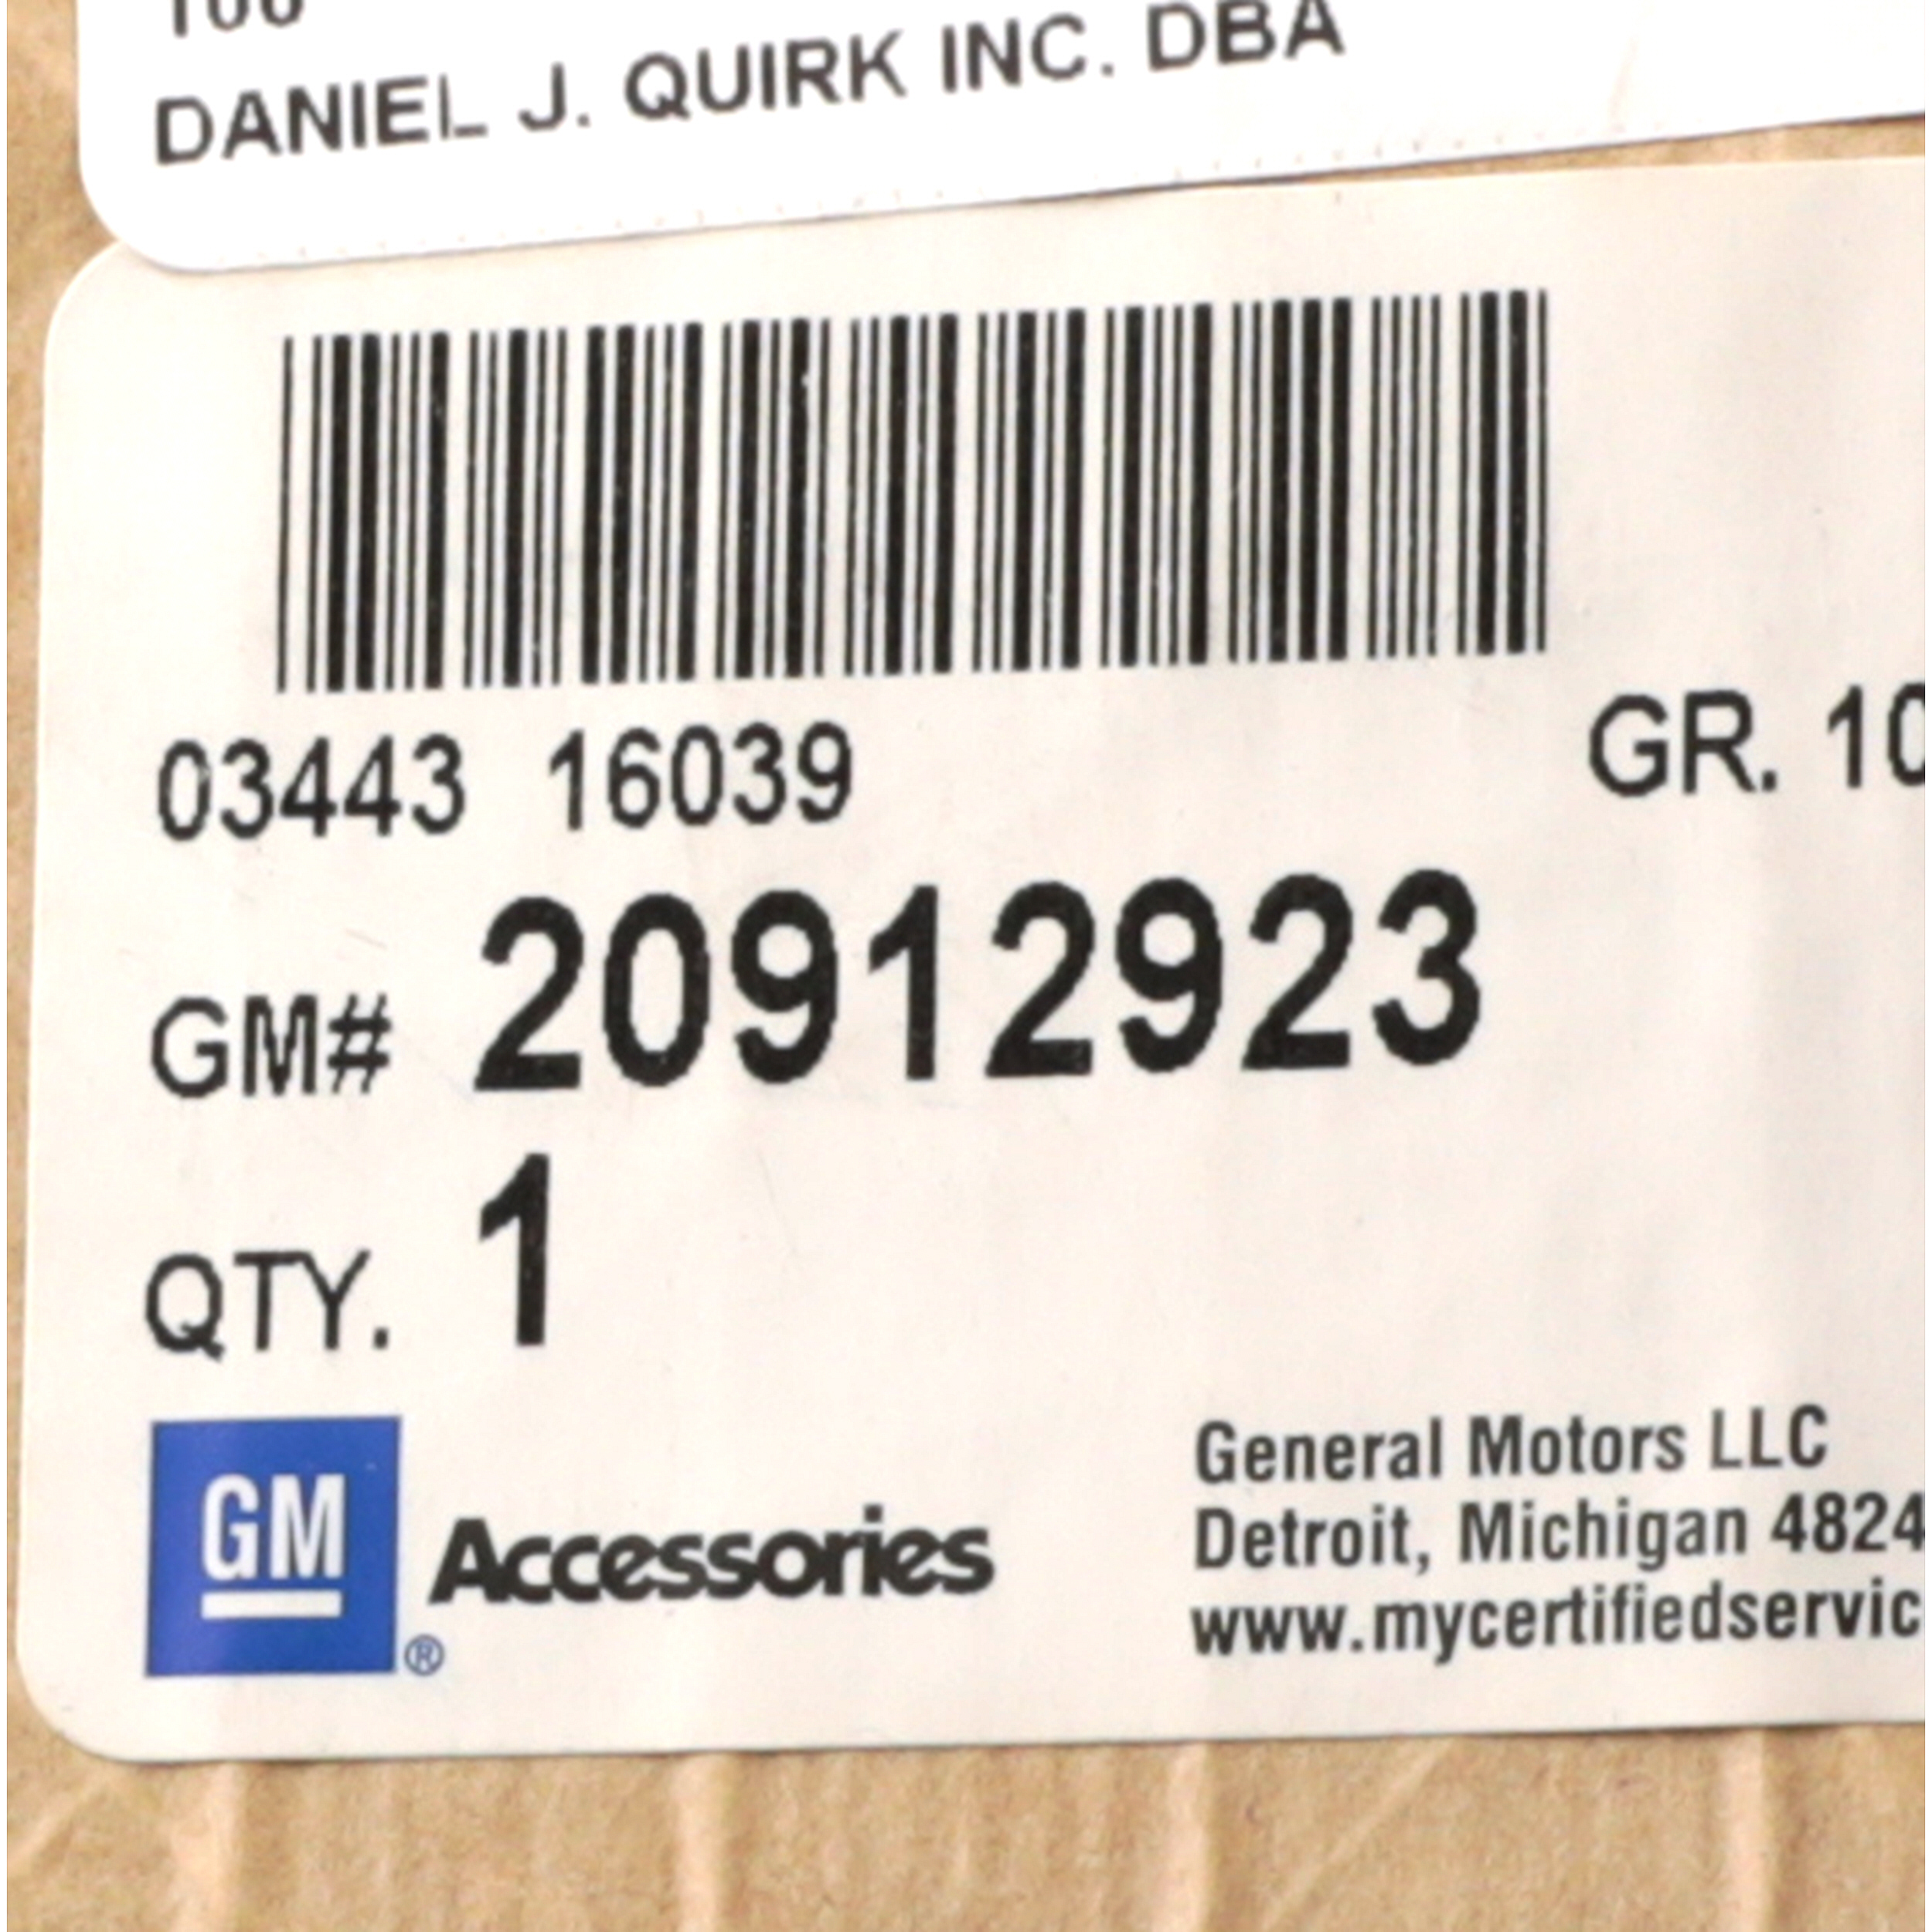 100
DANIEL J. QUIRK INC. DBA
03443 16039
GR. 10
GM# 20912923
QTY. 1
GM
® Accessories
General Motors LLC
Detroit, Michigan 4824
www.mycertifiedservic